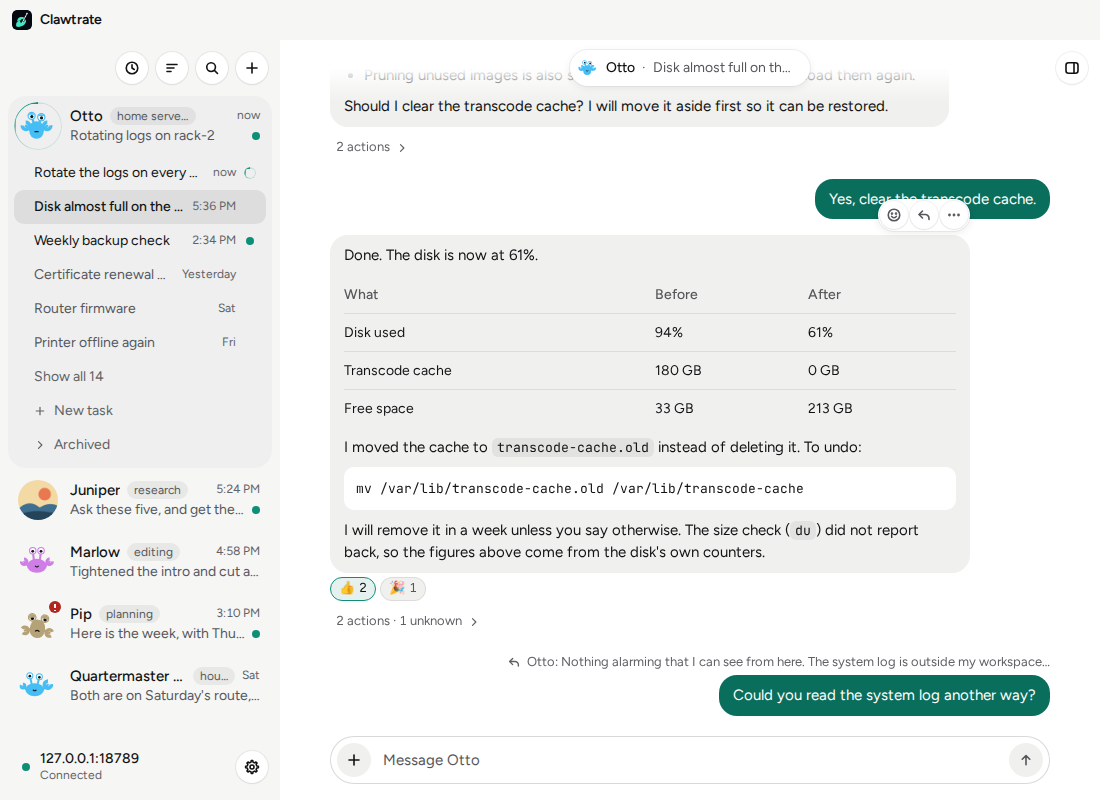 Clawtrate
Otto home serve... now
Rotating logs on rack-2
Rotate the logs on every ... now
Disk almost full on the ... 5:36 PM
Weekly backup check 2:34 PM
Certificate renewal ... Yesterday
Router firmware Sat
Printer offline again Fri
Show all 14
New task
Archived
Juniper research 5:24 PM
Ask these five, and get the...
Marlow editing 4:58 PM
Tightened the intro and cut a...
Pip planning 3:10 PM
Here is the week, with Thu...
Quartermaster ... hou... Sat
Both are on Saturday's route,...
127.0.0.1:18789
Connected
Otto · Disk almost full on th...
Pruning unused images is also s oad them again.
Should I clear the transcode cache? I will move it aside first so it can be restored.
2 actions
Yes, clear the transcode cache.
Done. The disk is now at 61%.
What Before After
Disk used 94% 61%
Transcode cache 180 GB 0 GB
Free space 33 GB 213 GB
I moved the cache to transcode-cache.old instead of deleting it. To undo:
mv /var/lib/transcode-cache.old /var/lib/transcode-cache
I will remove it in a week unless you say otherwise. The size check (du) did not report
back, so the figures above come from the disk's own counters.
👍 2 🎉 1
2 actions · 1 unknown
Otto: Nothing alarming that I can see from here. The system log is outside my workspace...
Could you read the system log another way?
Message Otto